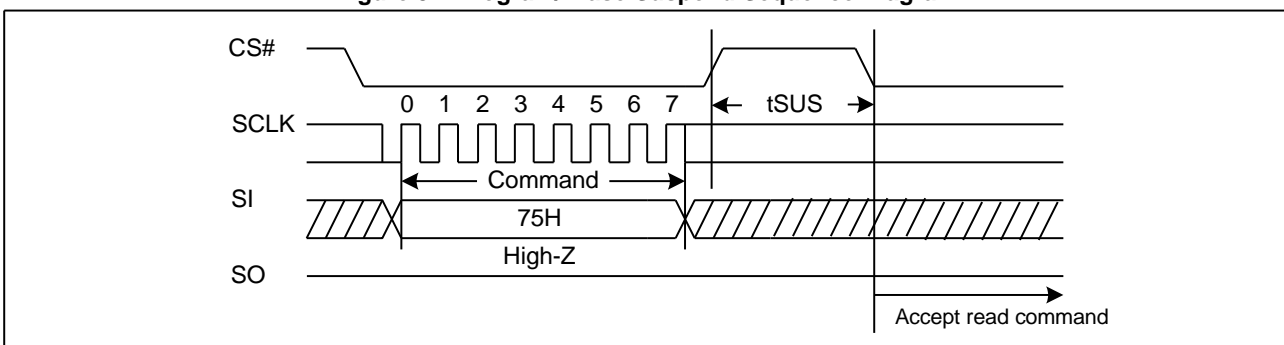 CS#
0 1 2 3 4 5 6 7
tSUS
SCLK
Command
SI
75H
High-Z
SO
Accept read command